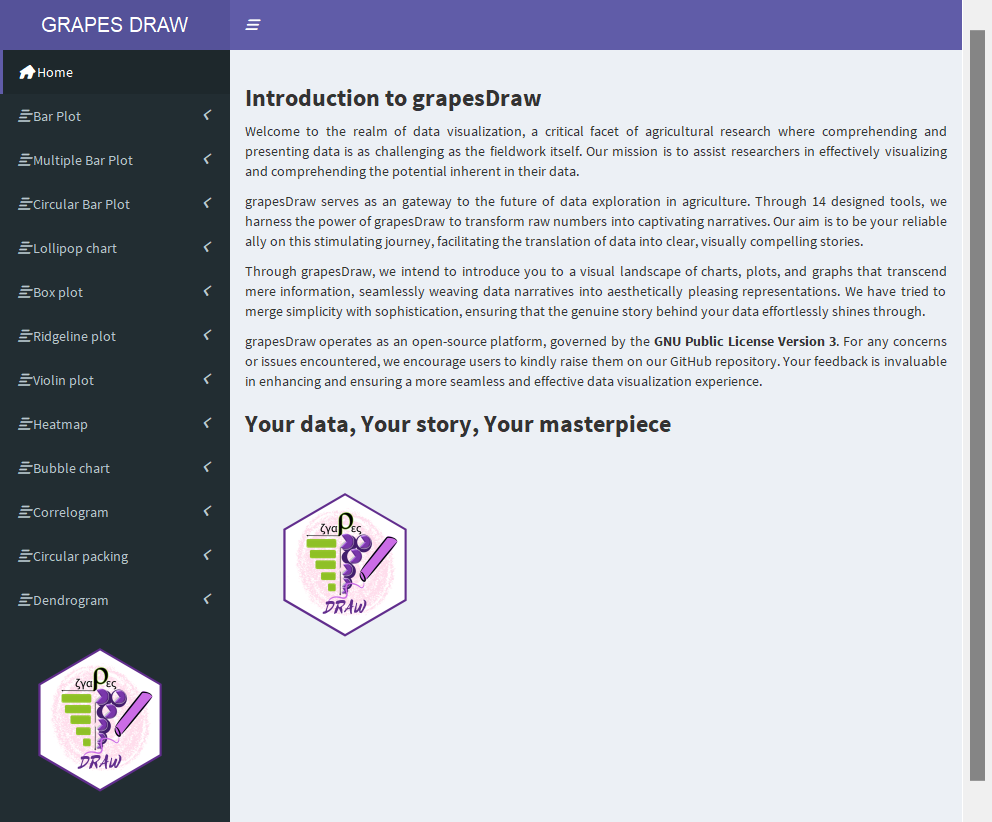 GRAPES DRAW
Home
Bar Plot
Multiple Bar Plot
Circular Bar Plot
Lollipop chart
Box plot
Ridgeline plot
Violin plot
Heatmap
Bubble chart
Correlogram
Circular packing
Dendrogram
ζγαρες
DRAW
Introduction to grapesDraw
Welcome to the realm of data visualization, a critical facet of agricultural research where comprehending and
presenting data is as challenging as the fieldwork itself. Our mission is to assist researchers in effectively visualizing
and comprehending the potential inherent in their data.
grapesDraw serves as an gateway to the future of data exploration in agriculture. Through 14 designed tools, we
harness the power of grapesDraw to transform raw numbers into captivating narratives. Our aim is to be your reliable
ally on this stimulating journey, facilitating the translation of data into clear, visually compelling stories.
Through grapesDraw, we intend to introduce you to a visual landscape of charts, plots, and graphs that transcend
mere information, seamlessly weaving data narratives into aesthetically pleasing representations. We have tried to
merge simplicity with sophistication, ensuring that the genuine story behind your data effortlessly shines through.
grapesDraw operates as an open-source platform, governed by the GNU Public License Version 3. For any concerns
or issues encountered, we encourage users to kindly raise them on our GitHub repository. Your feedback is invaluable
in enhancing and ensuring a more seamless and effective data visualization experience.
Your data, Your story, Your masterpiece
ζγαρες
DRAW